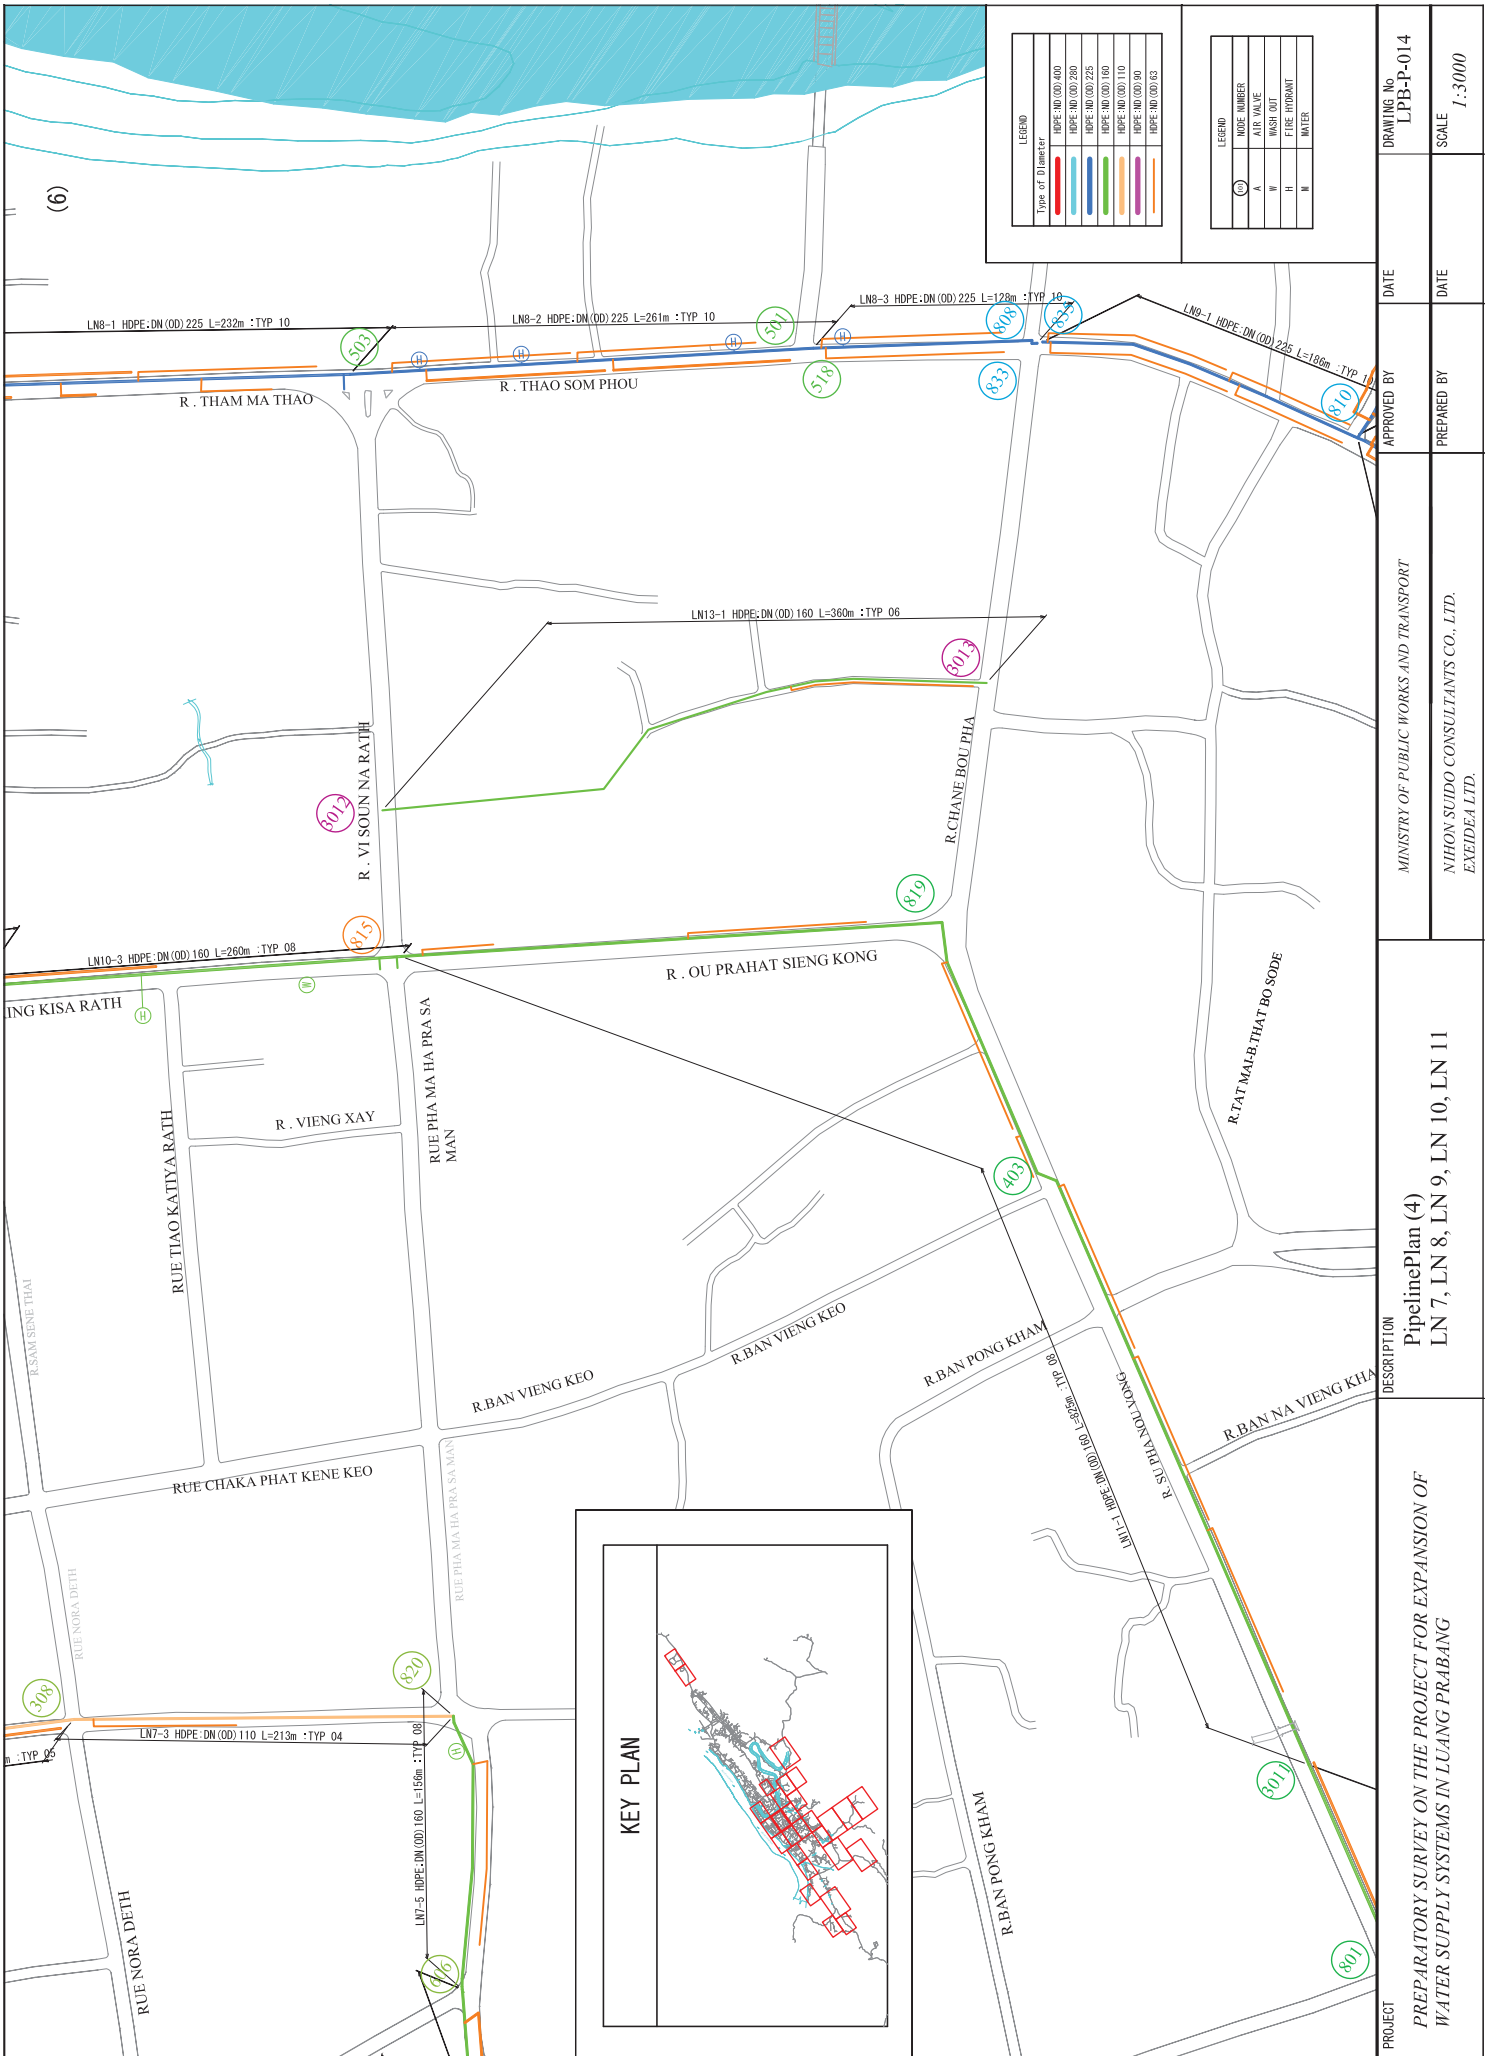 (6)
LN8-1 HDPE:DN(OD)225 L=232m :TYP 10
LN8-2 HDPE:DN(OD)225 L=261m :TYP 10
LN8-3 HDPE:DN(OD)225 L=128m :TYP 10
LN9-1 HDPE:DN(OD)225 L=186m :TYP 10
503
501
518
808
835
833
810
H
H
H
H
R . THAM MA THAO
R . THAO SOM PHOU
LN13-1 HDPE:DN(OD)160 L=360m :TYP 06
3013
3012
R . VI SOUN NA RATH
R.CHANE BOU PHA
819
815
LN10-3 HDPE:DN(OD)160 L=260m :TYP 08
R . OU PRAHAT SIENG KONG
ING KISA RATH
H
M
RUE PHA MA HA PRA SA
MAN
R . VIENG XAY
RUE TIAO KATIYA RATH
R.TAT MAI-B.THAT BO SODE
403
R.SAM SENE THAI
R.BAN VIENG KEO
R.BAN VIENG KEO
R.BAN PONG KHAM
LN11-1 HDPE:DN(OD)160 L=825m :TYP 08
R. SU PHA NOU VONG
R.BAN NA VIENG KHA
RUE CHAKA PHAT KENE KEO
RUE PHA MA HA PRA SA MAN
RUE NORA DETH
308
820
LN7-3 HDPE:DN(OD)110 L=213m :TYP 04
m :TYP 05
H
LN7-5 HDPE:DN(OD)160 L=156m :TYP 08
606
RUE NORA DETH
R.BAN PONG KHAM
3011
801
KEY PLAN
LEGEND
Type of Diameter
HDPE:ND(OD)400
HDPE:ND(OD)280
HDPE:ND(OD)225
HDPE:ND(OD)160
HDPE:ND(OD)110
HDPE:ND(OD)90
HDPE:ND(OD)63
LEGEND
101 NODE NUMBER
A AIR VALVE
W WASH OUT
H FIRE HYDRANT
M MATER
PROJECT
PREPARATORY SURVEY ON THE PROJECT FOR EXPANSION OF
WATER SUPPLY SYSTEMS IN LUANG PRABANG
DESCRIPTION
PipelinePlan (4)
LN 7, LN 8, LN 9, LN 10, LN 11
MINISTRY OF PUBLIC WORKS AND TRANSPORT
NIHON SUIDO CONSULTANTS CO., LTD.
EXEIDEA LTD.
APPROVED BY
DATE
PREPARED BY
DATE
DRAWING No
LPB-P-014
SCALE
1:3000